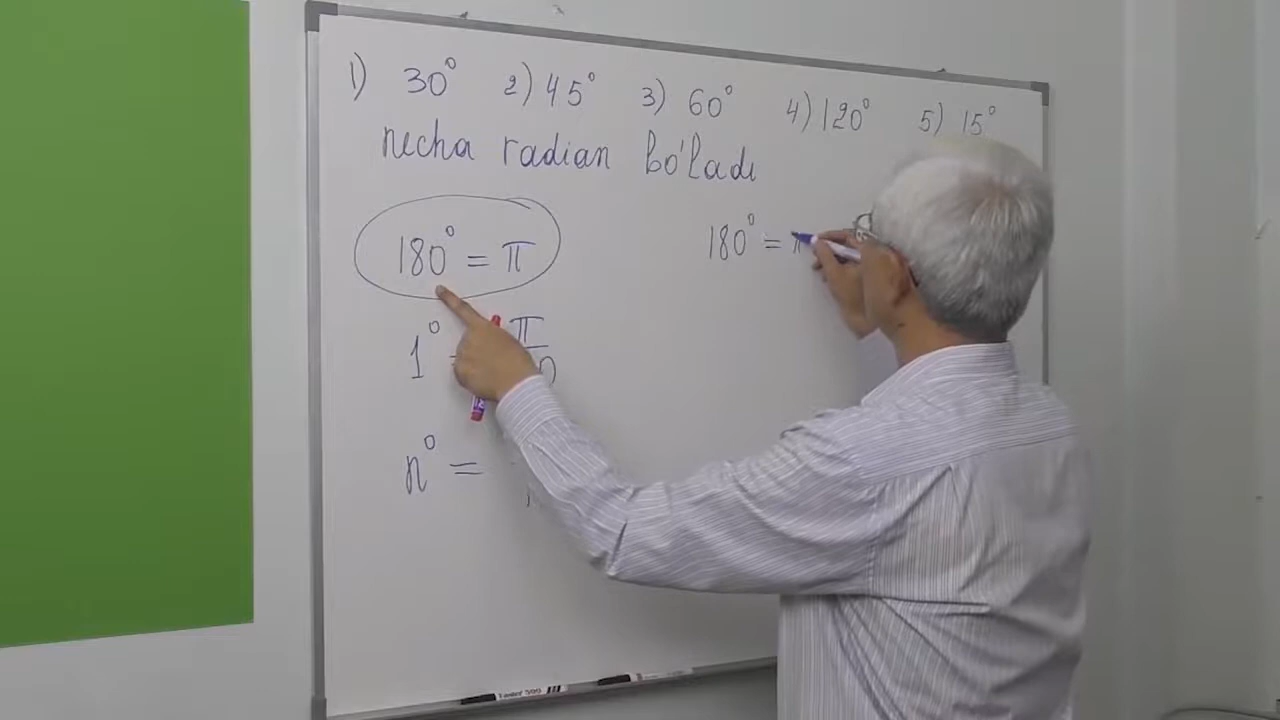 1) 30° 2) 45° 3) 60° 4) 120° 5) 15°
necha radian bo'ladi
180° = π 180° = π
1° = π
n° =